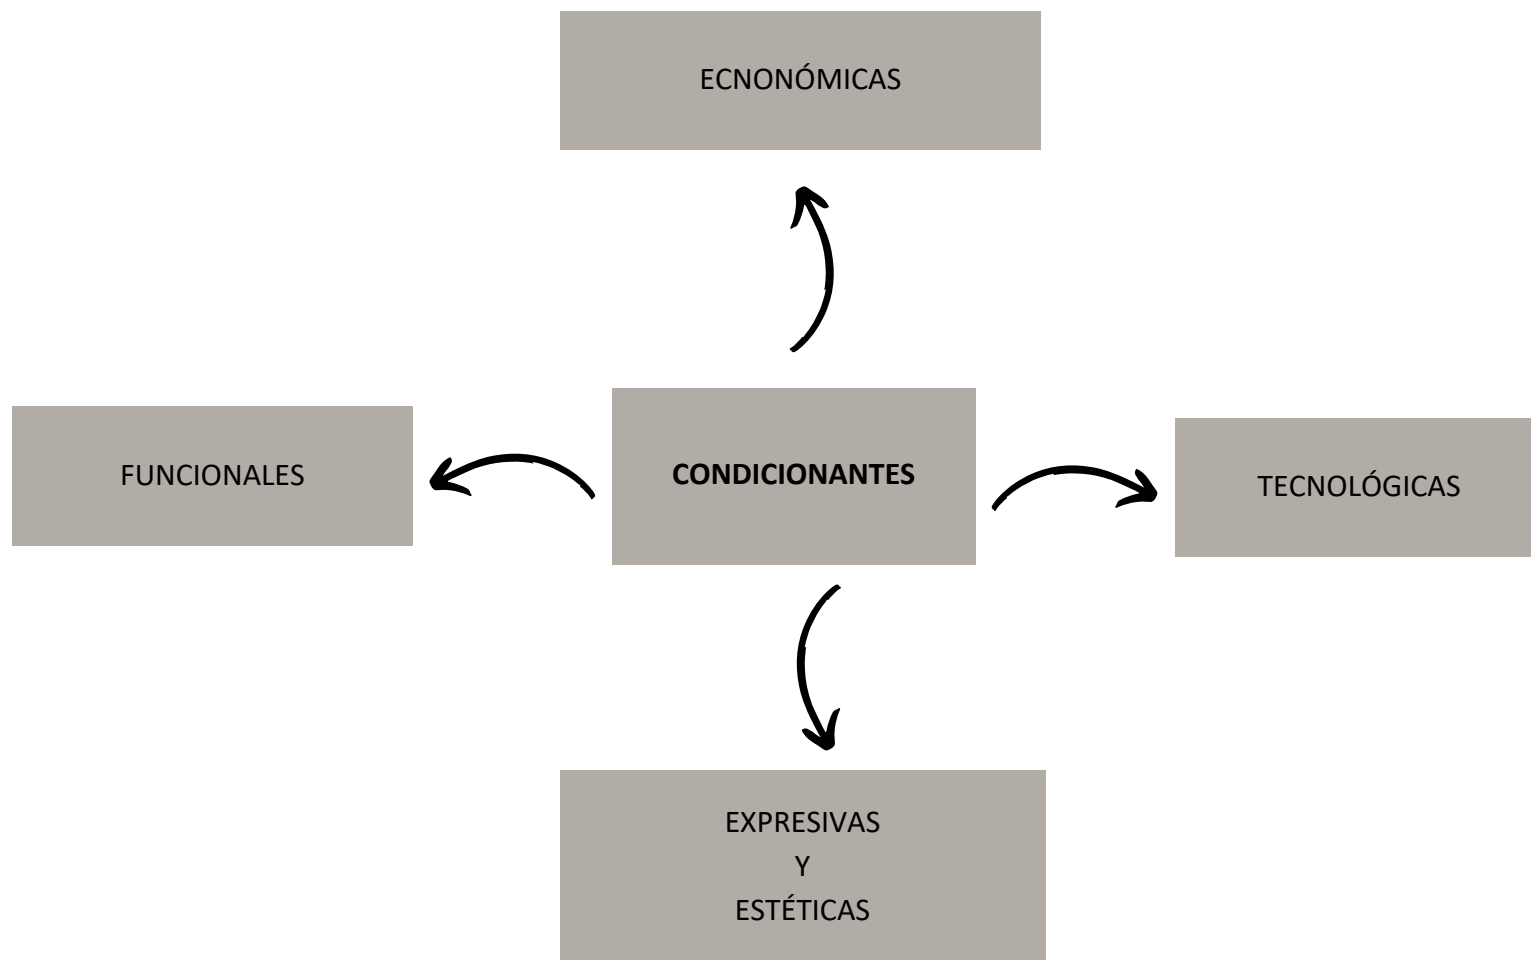 ECNONÓMICAS
FUNCIONALES
CONDICIONANTES
TECNOLÓGICAS
EXPRESIVAS
Y
ESTÉTICAS